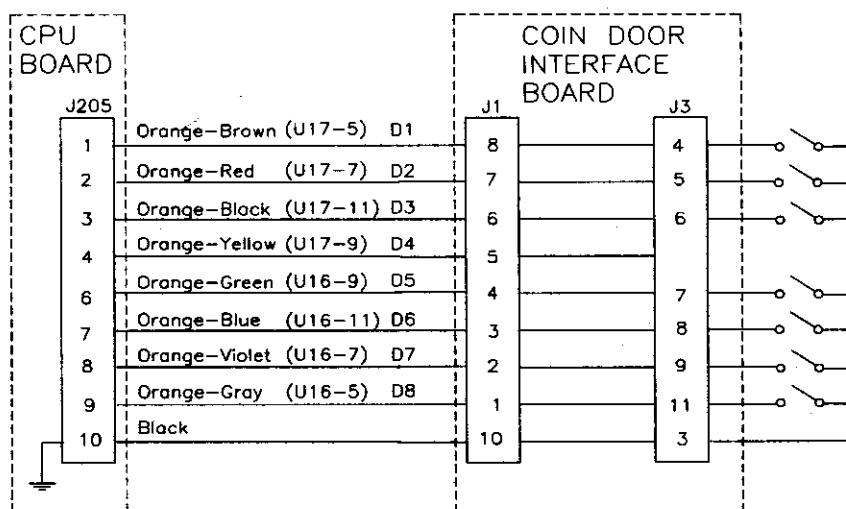 CPU
BOARD
COIN DOOR
INTERFACE
BOARD
J205
J1
J3
1 Orange-Brown (U17-5) D1 8 4
2 Orange-Red (U17-7) D2 7 5
3 Orange-Black (U17-11) D3 6 6
4 Orange-Yellow (U17-9) D4 5
6 Orange-Green (U16-9) D5 4 7
7 Orange-Blue (U16-11) D6 3 8
8 Orange-Violet (U16-7) D7 2 9
9 Orange-Gray (U16-5) D8 1 11
10 Black 10 3